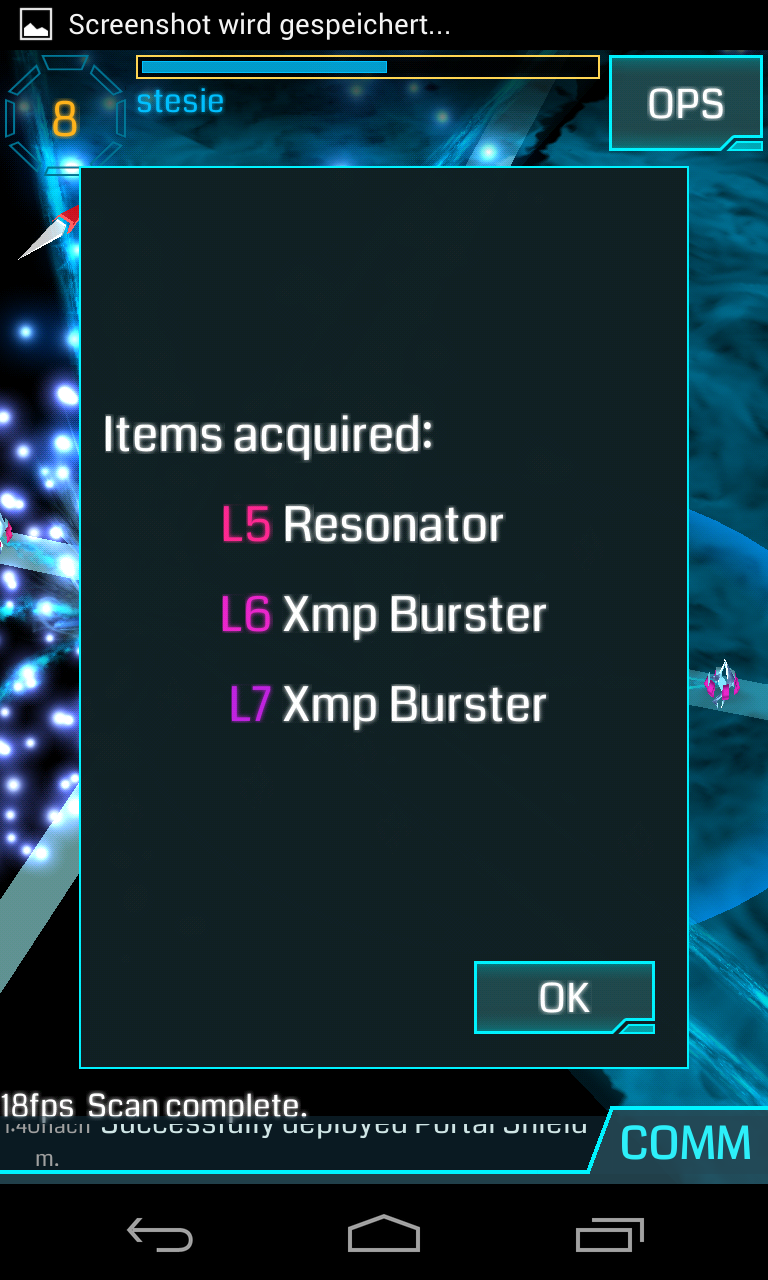 Screenshot wird gespeichert...
8
stesie
OPS
Items acquired:
L5 Resonator
L6 Xmp Burster
L7 Xmp Burster
OK
18fps Scan complete.
Successfully deployed Portal Shield
m.
COMM